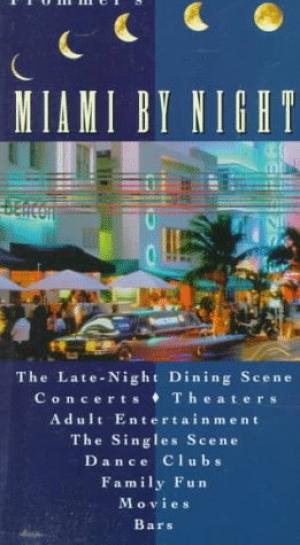 Frommer's
MIAMI BY NIGHT
BEACON
The Late-Night Dining Scene
Concerts ♦ Theaters
Adult Entertainment
The Singles Scene
Dance Clubs
Family Fun
Movies
Bars